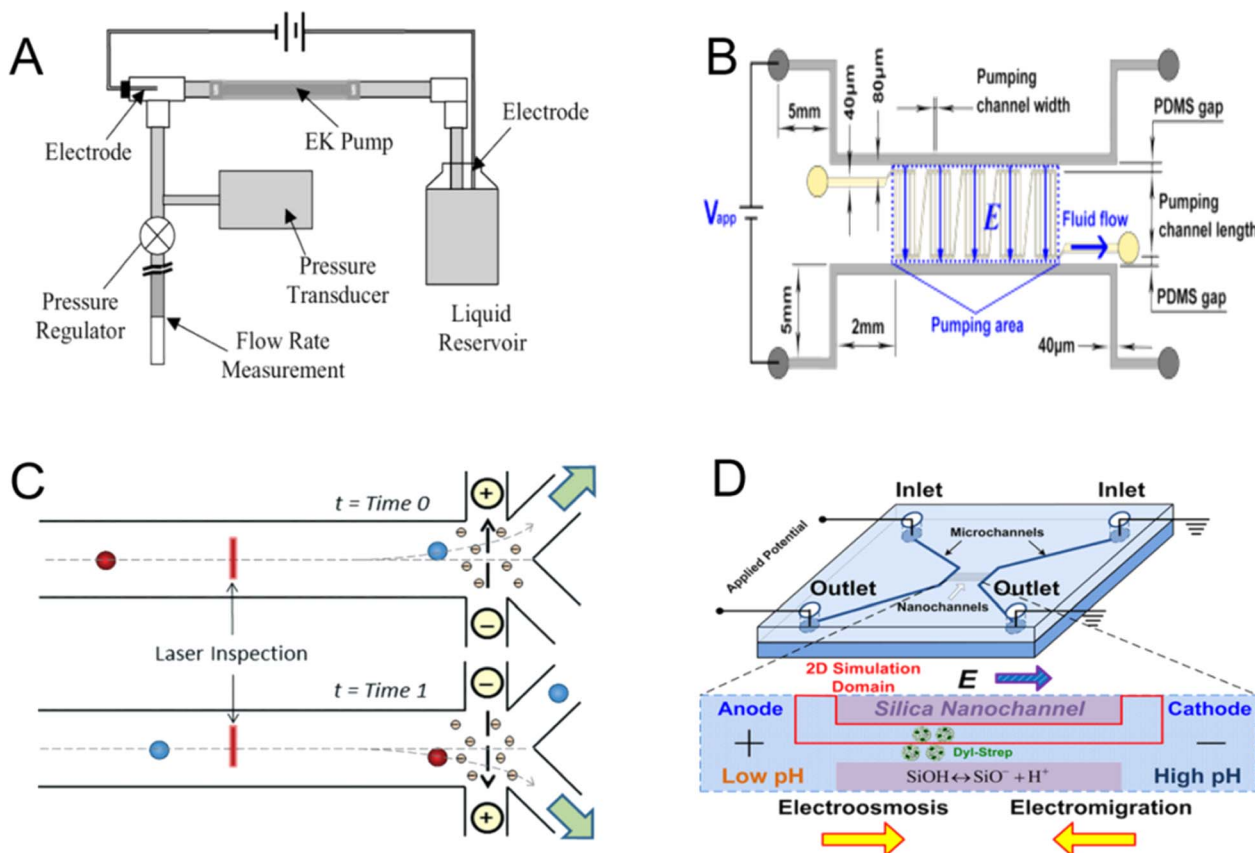 A
Electrode
EK Pump
Electrode
Pressure
Transducer
Pressure
Regulator
Flow Rate
Measurement
Liquid
Reservoir
B
5mm
40µm
80µm
Pumping
channel width
PDMS gap
Vapp
E
Fluid flow
Pumping
channel length
5mm
2mm
Pumping area
40µm
PDMS gap
C
t = Time 0
+
−
Laser Inspection
t = Time 1
−
+
D
Inlet
Inlet
Applied Potential
Microchannels
Outlet
Outlet
Nanochannels
2D Simulation
Domain
E
Anode
Silica Nanochannel
Cathode
+
Dyl-Strep
−
Low pH
SiOH↔SiO⁻ + H⁺
High pH
Electroosmosis
Electromigration